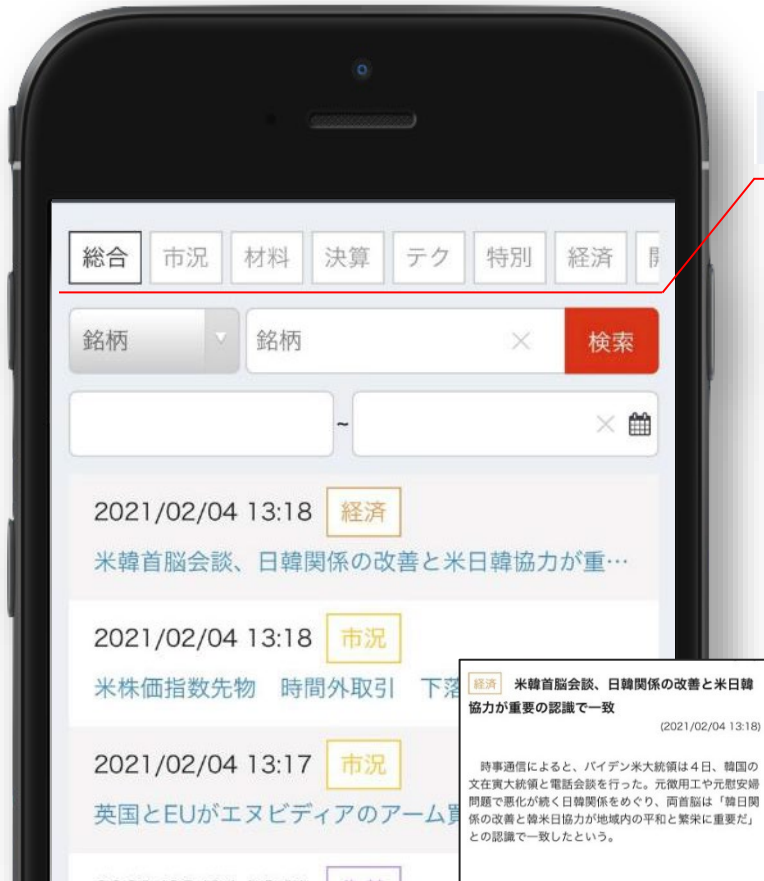 総合 市況 材料 決算 テク 特別 経済
銘柄 銘柄 検索
~
2021/02/04 13:18 経済
米韓首脳会談、日韓関係の改善と米日韓協力が重…
2021/02/04 13:18 市況
米株価指数先物 時間外取引 下落
2021/02/04 13:17 市況
英国とEUがエヌビディアのアーム買
経済 米韓首脳会談、日韓関係の改善と米日韓
協力が重要の認識で一致
(2021/02/04 13:18)
時事通信によると、バイデン米大統領は４日、韓国の
文在寅大統領と電話会談を行った。元徴用工や元慰安婦
問題で悪化が続く日韓関係をめぐり、両首脳は「韓日関
係の改善と韓米日協力が地域内の平和と繁栄に重要だ」
との認識で一致したという。